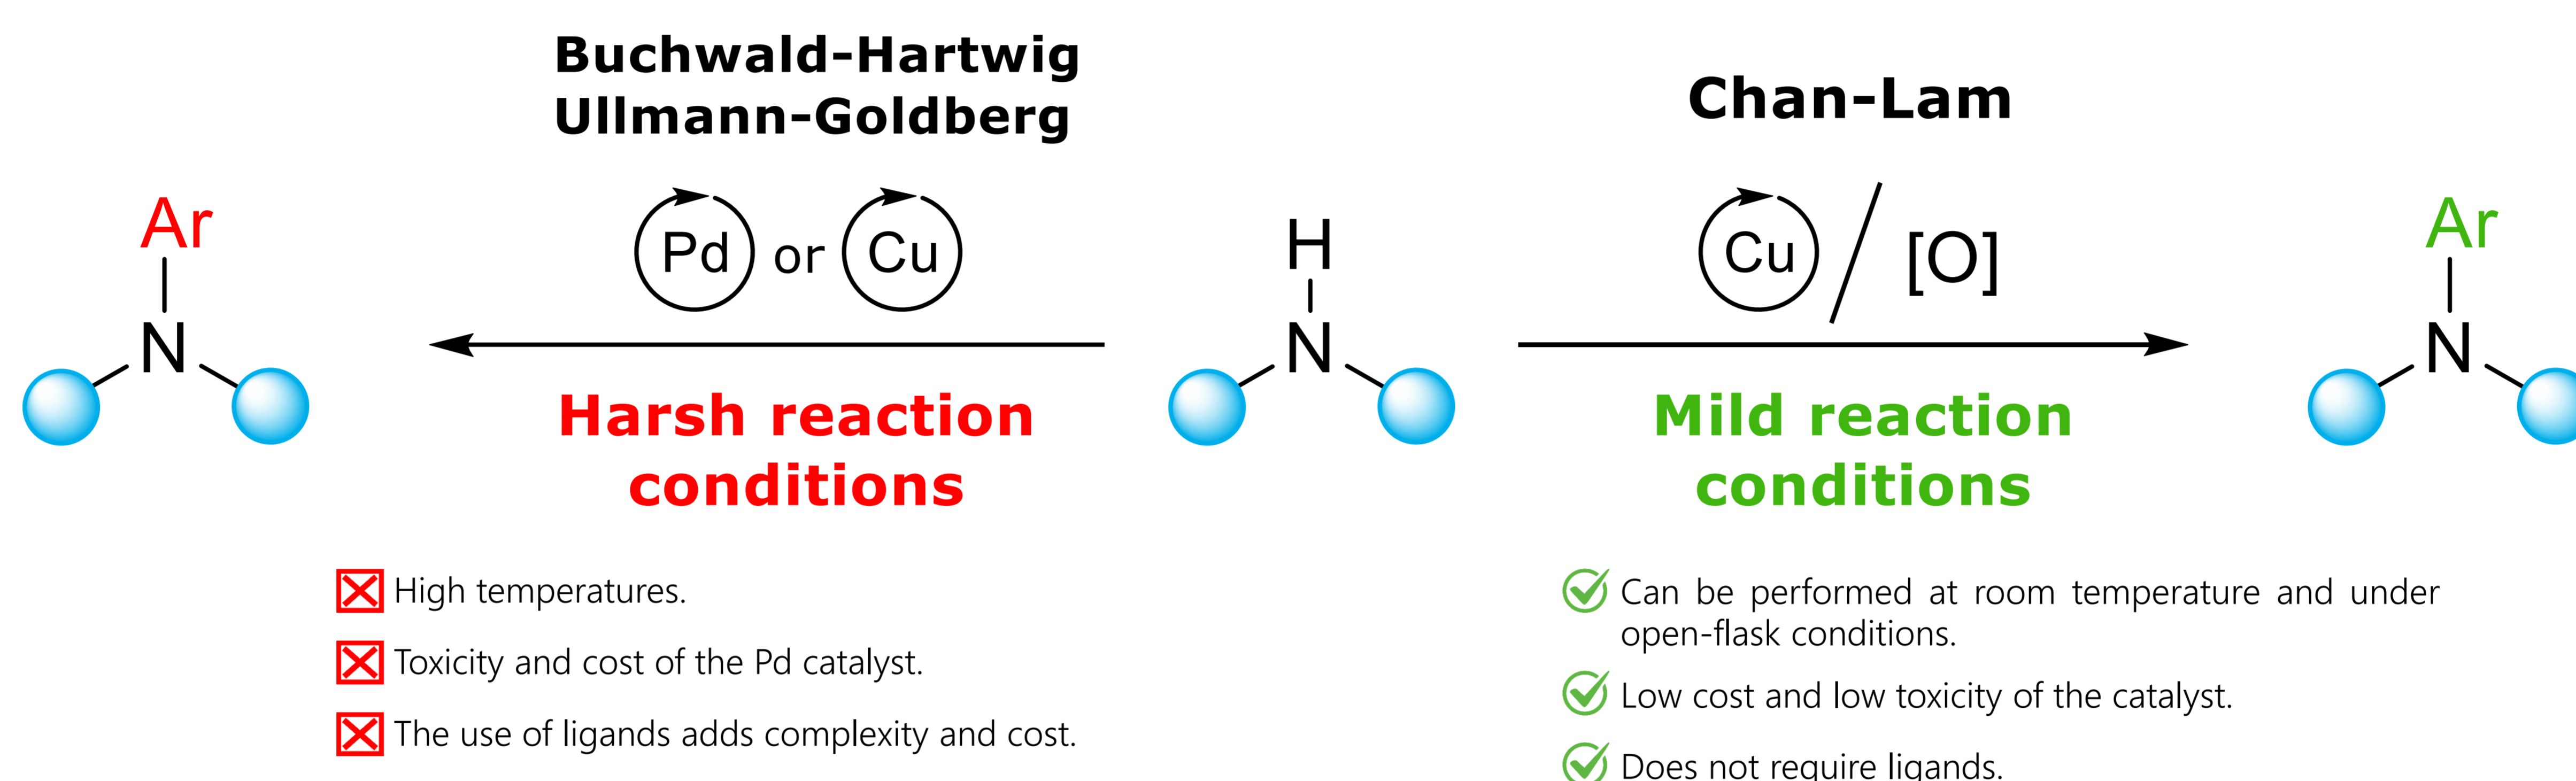 Buchwald-Hartwig
Ullmann-Goldberg
Chan-Lam
Ar
N
Pd or Cu
H
N
Cu / [O]
Ar
N
Harsh reaction
conditions
Mild reaction
conditions
High temperatures.
Toxicity and cost of the Pd catalyst.
The use of ligands adds complexity and cost.
Can be performed at room temperature and under
open-flask conditions.
Low cost and low toxicity of the catalyst.
Does not require ligands.